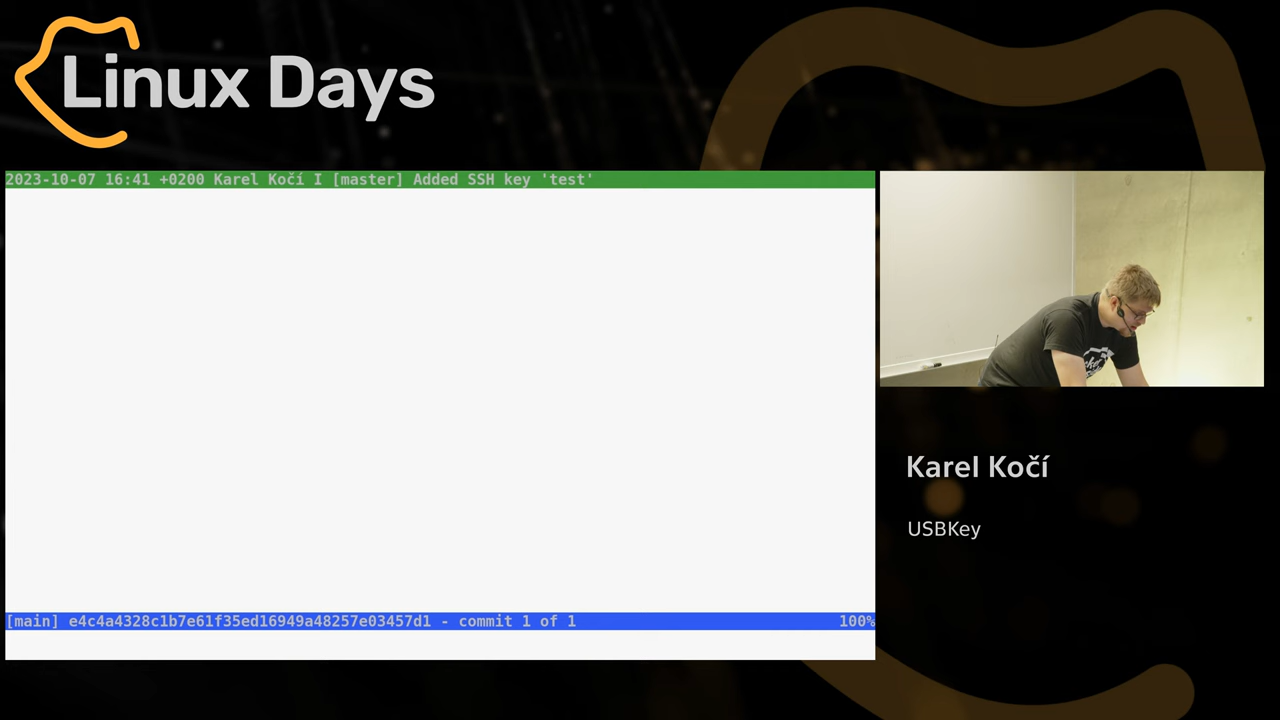 Linux Days
2023-10-07 16:41 +0200 Karel Kočí I [master] Added SSH key 'test'
[main] e4c4a4328c1b7e61f35ed16949a48257e03457d1 - commit 1 of 1 100%
Karel Kočí
USBKey